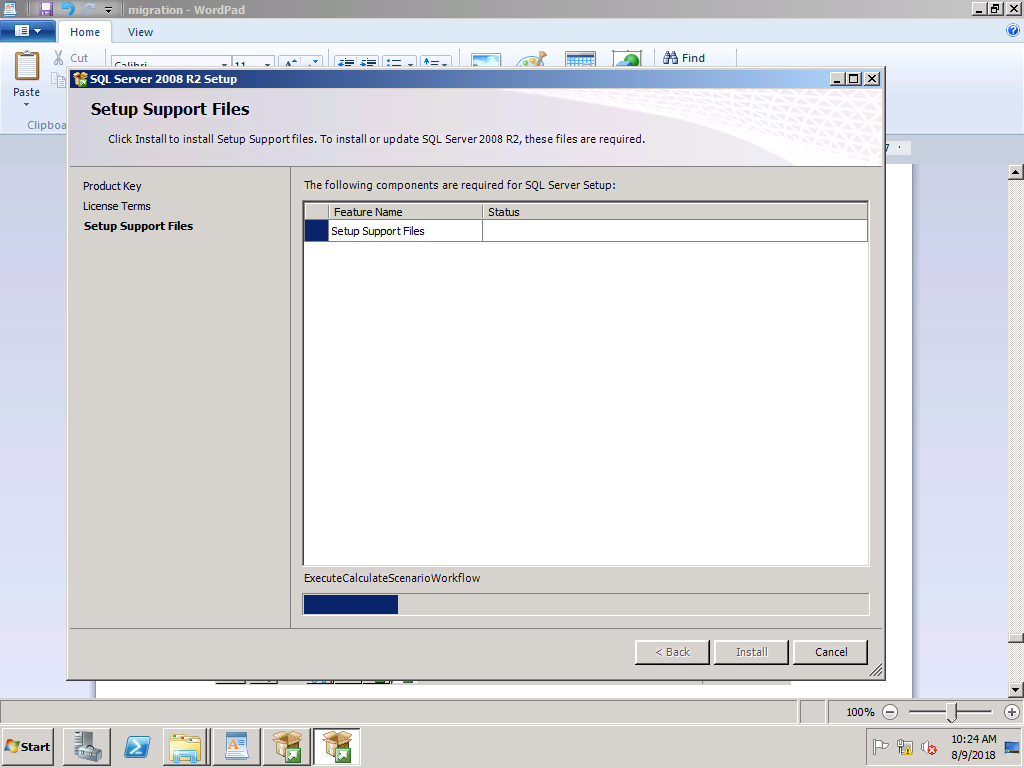 migration - WordPad
Home
View
Cut
Calibri
11
Find
Paste
Clipboa
SQL Server 2008 R2 Setup
Setup Support Files
Click Install to install Setup Support files. To install or update SQL Server 2008 R2, these files are required.
7
Product Key
License Terms
Setup Support Files
The following components are required for SQL Server Setup:
Feature Name
Status
Setup Support Files
ExecuteCalculateScenarioWorkflow
< Back
Install
Cancel
100%
Start
10:24 AM
8/9/2018